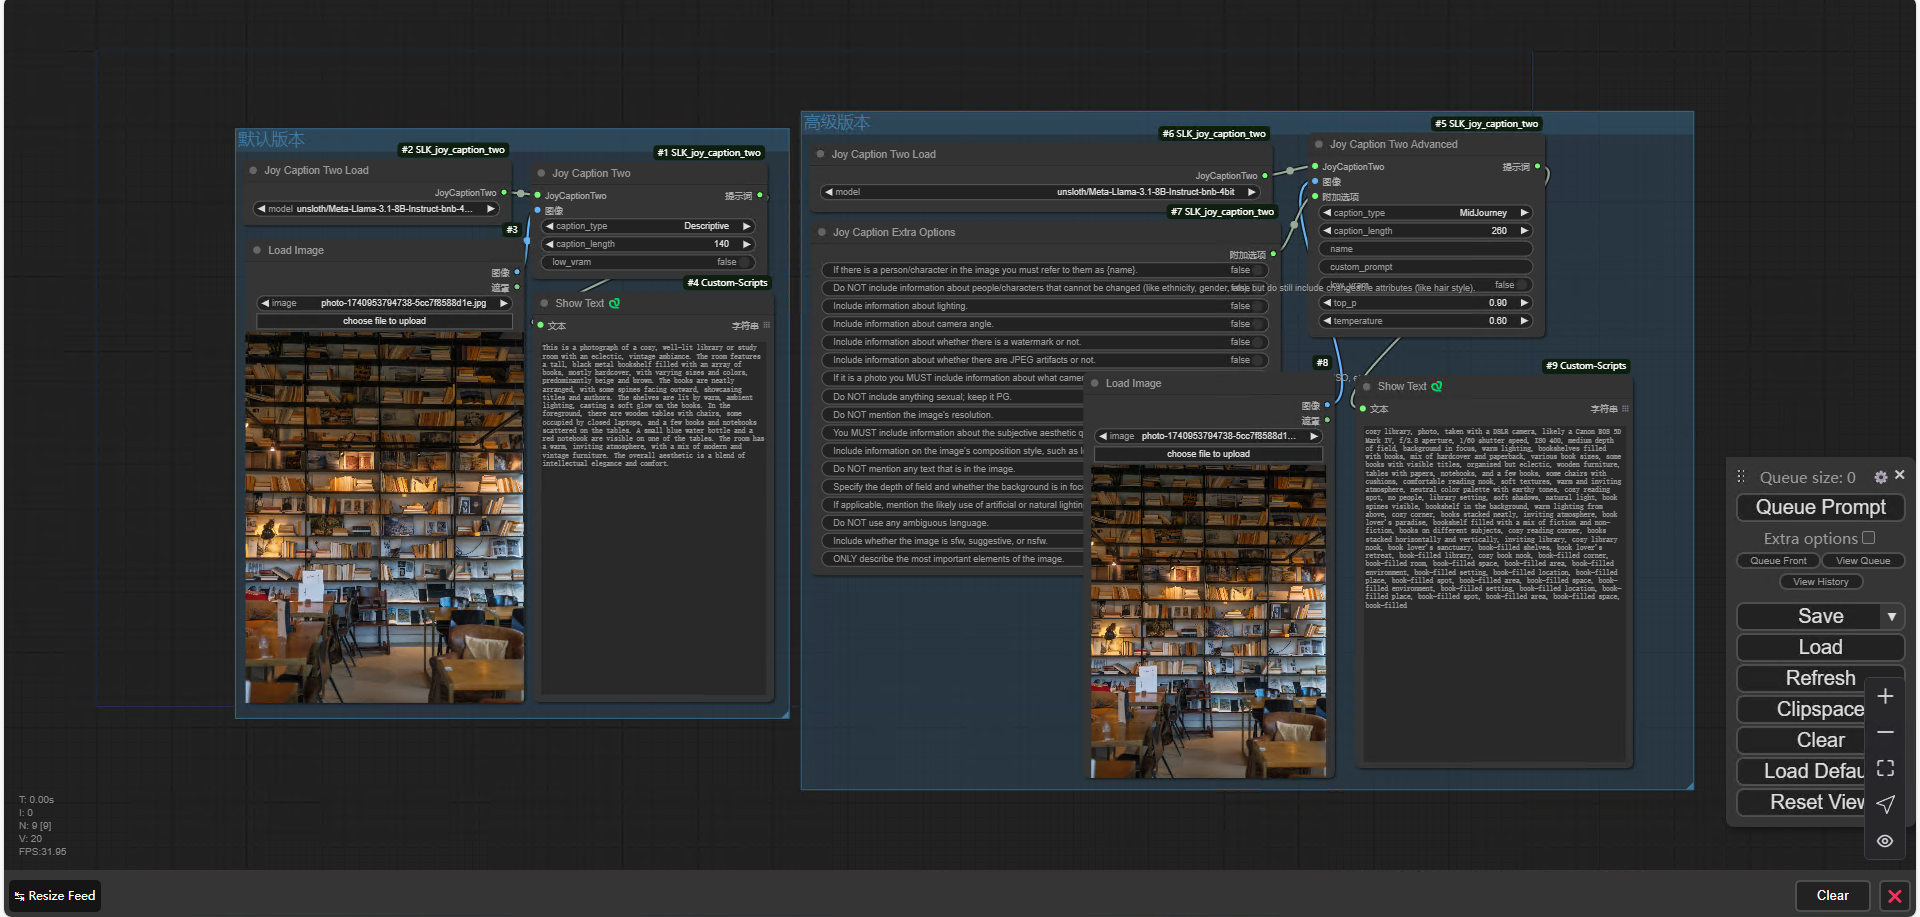 默认版本
#2 SLK_joy_caption_two
Joy Caption Two Load
JoyCaptionTwo
model unsloth/Meta-Llama-3.1-8B-Instruct-bnb-4...
#3
Load Image
图像
遮罩
image photo-1740953794738-5cc7f8588d1e.jpg
choose file to upload
#1 SLK_joy_caption_two
Joy Caption Two
JoyCaptionTwo 提示词
图像
caption_type Descriptive
caption_length 140
low_vram false
#4 Custom-Scripts
Show Text
文本 字符串
This is a photograph of a cozy, well-lit library or study
room with an eclectic, vintage ambiance. The room features
a tall, black metal bookshelf filled with an array of
books, mostly hardcover, with varying sizes and colors,
predominantly beige and brown. The books are neatly
arranged, with some spines facing outward, showcasing
titles and authors. The shelves are lit by warm, ambient
lighting, casting a soft glow on the books. In the
foreground, there are wooden tables with chairs, some
occupied by closed laptops, and a few books and notebooks
scattered on the tables. A small blue water bottle and a
red notebook are visible on one of the tables. The room has
a warm, inviting atmosphere, with a mix of modern and
vintage furniture. The overall aesthetic is a blend of
intellectual elegance and comfort.
高级版本
#6 SLK_joy_caption_two
Joy Caption Two Load
JoyCaptionTwo
model unsloth/Meta-Llama-3.1-8B-Instruct-bnb-4bit
#7 SLK_joy_caption_two
Joy Caption Extra Options
附加选项
If there is a person/character in the image you must refer to them as {name}. false
Do NOT include information about people/characters that cannot be changed (like ethnicity, gender, etc), but do still include changeable attributes (like hair style).
Include information about lighting. false
Include information about camera angle. false
Include information about whether there is a watermark or not. false
Include information about whether there are JPEG artifacts or not. false
If it is a photo you MUST include information about what camer
SO, e
Do NOT include anything sexual; keep it PG.
Do NOT mention the image's resolution.
You MUST include information about the subjective aesthetic q
Include information on the image's composition style, such as l
Do NOT mention any text that is in the image.
Specify the depth of field and whether the background is in foc
If applicable, mention the likely use of artificial or natural lightin
Do NOT use any ambiguous language.
Include whether the image is sfw, suggestive, or nsfw.
ONLY describe the most important elements of the image.
#5 SLK_joy_caption_two
Joy Caption Two Advanced
JoyCaptionTwo 提示词
图像
附加选项
caption_type MidJourney
caption_length 260
name
custom_prompt
low_vram false
top_p 0.90
temperature 0.60
#8
Load Image
图像
遮罩
image photo-1740953794738-5cc7f8588d1...
choose file to upload
#9 Custom-Scripts
Show Text
文本 字符串
cozy library, photo, taken with a DSLR camera, likely a Canon EOS 5D
Mark IV, f/2.8 aperture, 1/60 shutter speed, ISO 400, medium depth
of field, background in focus, warm lighting, bookshelves filled
with books, mix of hardcover and paperback, various book sizes, some
books with visible titles, organized but eclectic, wooden furniture,
tables with papers, notebooks, and a few books, some chairs with
cushions, comfortable reading nook, soft textures, warm and inviting
atmosphere, neutral color palette with earthy tones, cozy reading
spot, no people, library setting, soft shadows, natural light, book
spines visible, bookshelf in the background, warm lighting from
above, cozy corner, books stacked neatly, inviting atmosphere, book
lover's paradise, bookshelf filled with a mix of fiction and non-
fiction, books on different subjects, cozy reading corner, books
stacked horizontally and vertically, inviting library, cozy library
nook, book lover's sanctuary, book-filled shelves, book lover's
retreat, book-filled library, cozy book nook, book-filled corner,
book-filled room, book-filled space, book-filled area, book-filled
environment, book-filled setting, book-filled location, book-filled
place, book-filled spot, book-filled area, book-filled space, book-
filled environment, book-filled setting, book-filled location, book-
filled place, book-filled spot, book-filled area, book-filled space,
book-filled
Queue size: 0
Queue Prompt
Extra options
Queue Front View Queue
View History
Save
Load
Refresh
Clipspace
Clear
Load Defau
Reset View
T: 0.00s
I: 0
N: 9 [9]
V: 20
FPS:31.95
Resize Feed
Clear